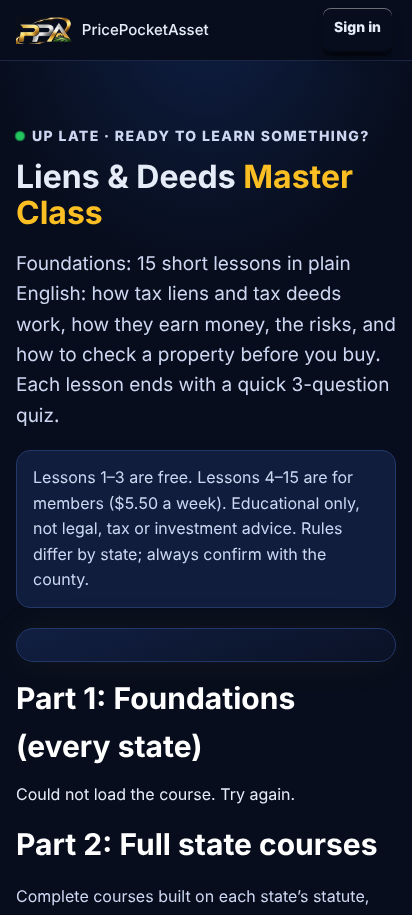 PPA PricePocketAsset Sign in
UP LATE · READY TO LEARN SOMETHING?
Liens & Deeds Master
Class
Foundations: 15 short lessons in plain
English: how tax liens and tax deeds
work, how they earn money, the risks, and
how to check a property before you buy.
Each lesson ends with a quick 3-question
quiz.
Lessons 1–3 are free. Lessons 4–15 are for
members ($5.50 a week). Educational only,
not legal, tax or investment advice. Rules
differ by state; always confirm with the
county.
Part 1: Foundations
(every state)
Could not load the course. Try again.
Part 2: Full state courses
Complete courses built on each state’s statute,